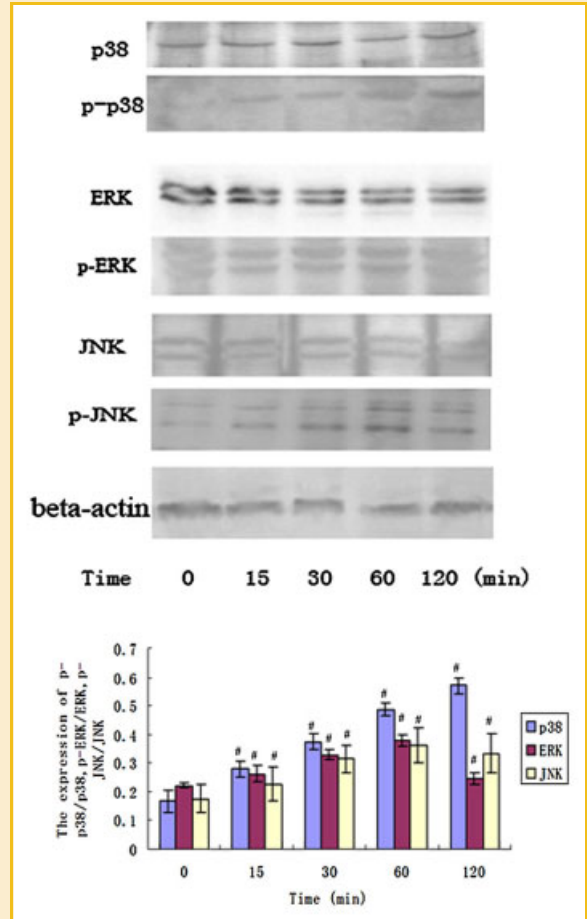 p38
p-p38
ERK
p-ERK
JNK
p-JNK
beta-actin
Time 0 15 30 60 120 (min)
The expression of p-
p38/p38, p-ERK/ERK, p-
JNK/JNK
0.7
0.6
0.5
0.4
0.3
0.2
0.1
0
# # #
# # #
# # #
# #
p38
ERK
JNK
0 15 30 60 120
Time (min)